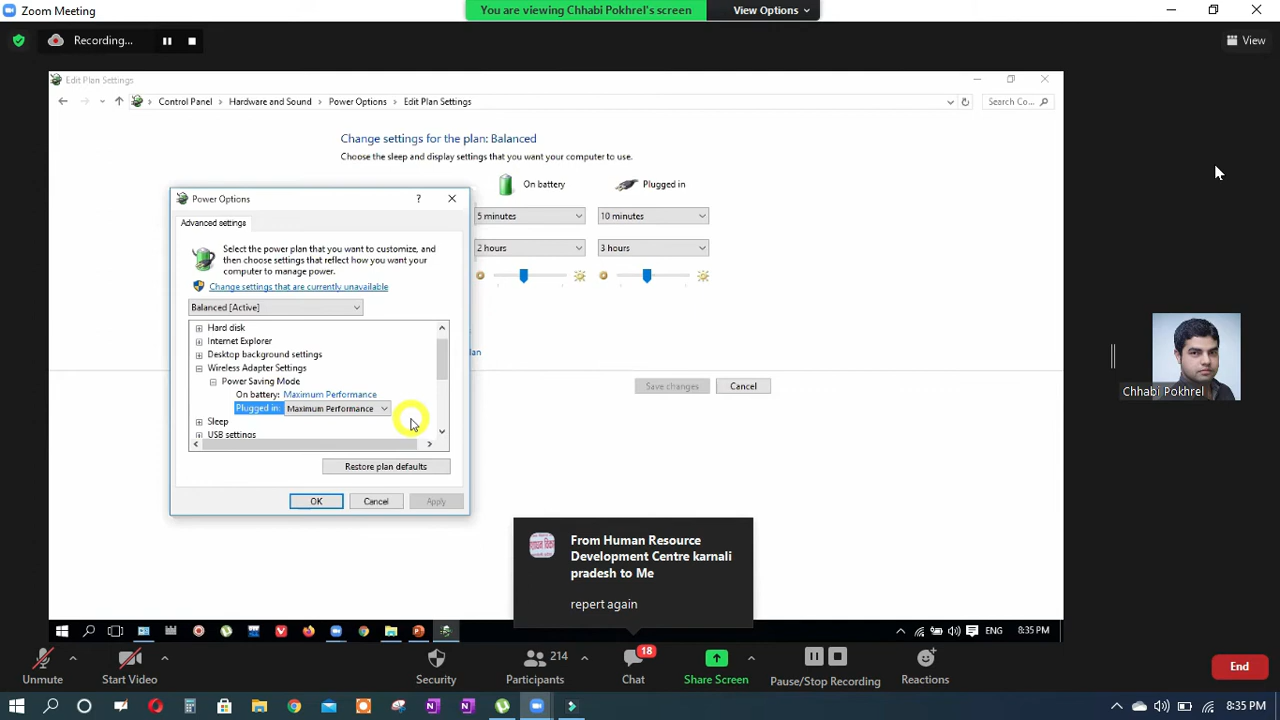 Zoom Meeting
You are viewing Chhabi Pokhrel's screen
View Options
Recording...
View
Edit Plan Settings
Control Panel
Hardware and Sound
Power Options
Edit Plan Settings
Search Co...
Change settings for the plan: Balanced
Choose the sleep and display settings that you want your computer to use.
On battery
Plugged in
5 minutes
10 minutes
2 hours
3 hours
Power Options
?
Advanced settings
Select the power plan that you want to customize, and
then choose settings that reflect how you want your
computer to manage power.
Change settings that are currently unavailable
Balanced [Active]
Hard disk
Internet Explorer
Desktop background settings
Wireless Adapter Settings
Power Saving Mode
On battery: Maximum Performance
Plugged in: Maximum Performance
Sleep
USB settings
Restore plan defaults
OK
Cancel
Apply
lan
Save changes
Cancel
Chhabi Pokhrel
From Human Resource
Development Centre karnali
pradesh to Me
repert again
ENG
8:35 PM
Unmute
Start Video
Security
Participants
214
Chat
18
Share Screen
Pause/Stop Recording
Reactions
End
8:35 PM